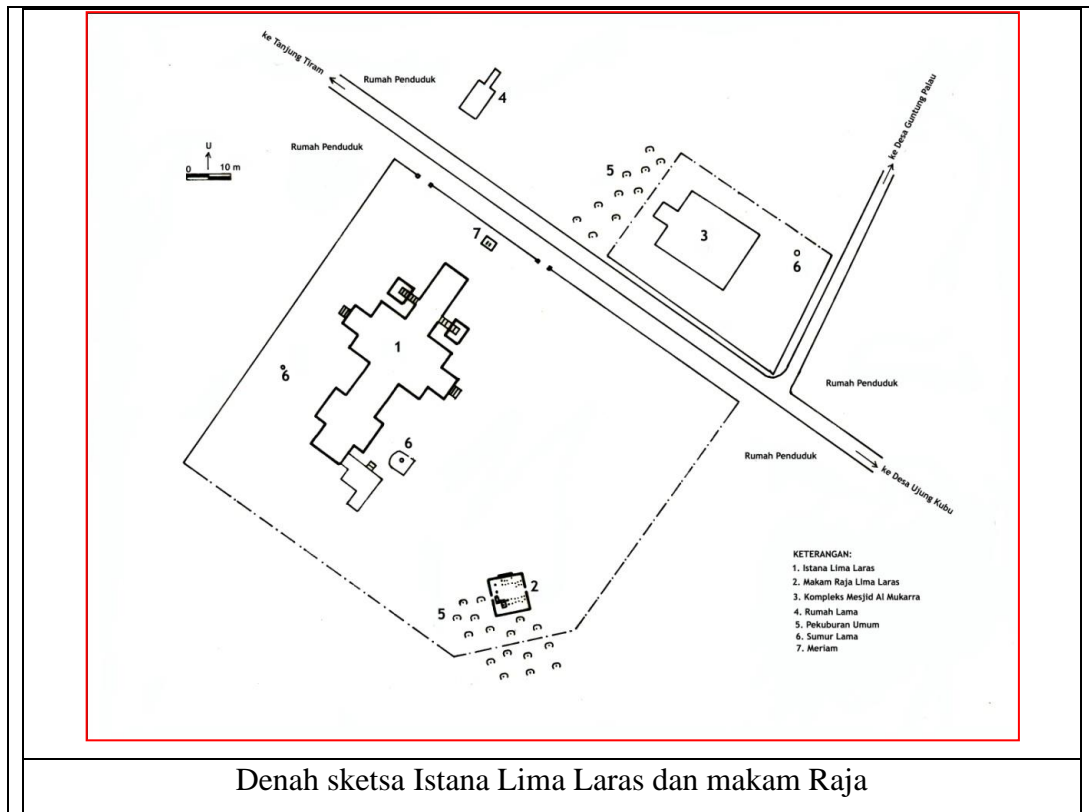 ke Tanjung Tiram
Rumah Penduduk
4
Rumah Penduduk
ke Desa Guntung Palau
U
0 10 m
5
3
7
6
1
6
Rumah Penduduk
6
Rumah Penduduk
ke Desa Ujung Kubu
KETERANGAN:
1. Istana Lima Laras
2. Makam Raja Lima Laras
3. Kompleks Mesjid Al Mukarra
4. Rumah Lama
5. Pekuburan Umum
6. Sumur Lama
7. Meriam
2
5
Denah sketsa Istana Lima Laras dan makam Raja